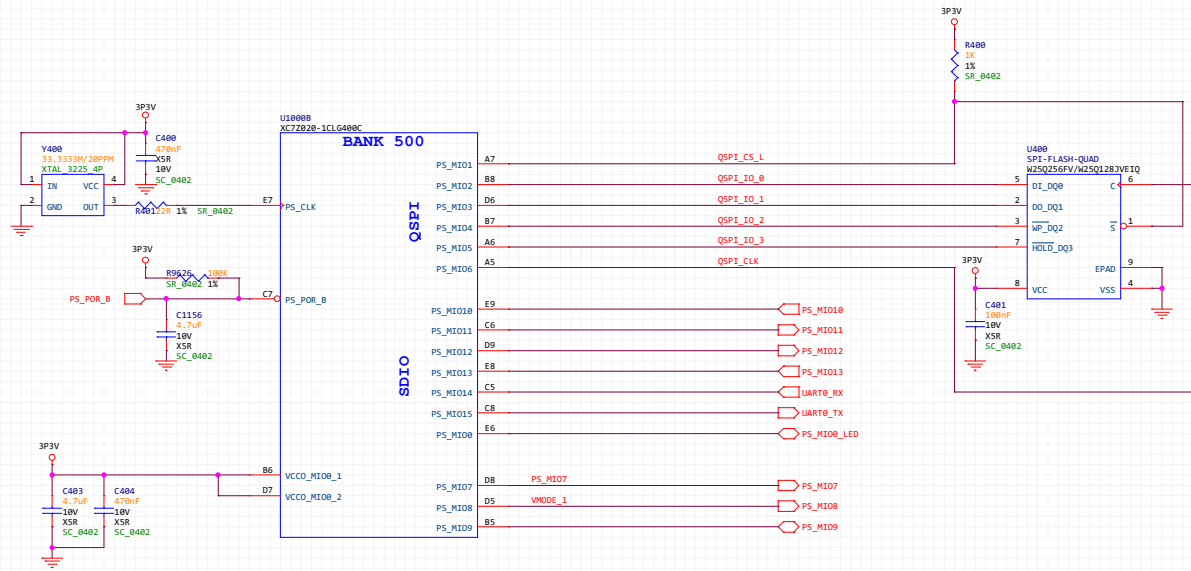 3P3V
R400
1K
1%
SR_0402
3P3V
C400
470nF
X5R
10V
SC_0402
Y400
33.3333M/20PPM
XTAL_3225_4P
1 IN VCC 4
2 GND OUT 3
R401 22R 1% SR_0402
U1000B
XC7Z020-1CLG400C
BANK 500
E7 PS_CLK
QSPI
PS_MIO1 A7 QSPI_CS_L
PS_MIO2 B8 QSPI_IO_0
PS_MIO3 D6 QSPI_IO_1
PS_MIO4 B7 QSPI_IO_2
PS_MIO5 A6 QSPI_IO_3
PS_MIO6 A5 QSPI_CLK
U400
SPI-FLASH-QUAD
W25Q256FV/W25Q128JVEIQ
5 DI_DQ0 C 6
2 DO_DQ1
3 WP_DQ2 S 1
7 HOLD_DQ3
EPAD 9
8 VCC VSS 4
3P3V
C401
100nF
10V
X5R
SC_0402
3P3V
R9626 100K
SR_0402 1%
PS_POR_B
C7 PS_POR_B
C1156
4.7uF
10V
X5R
SC_0402
SDIO
PS_MIO10 E9 PS_MIO10
PS_MIO11 C6 PS_MIO11
PS_MIO12 D9 PS_MIO12
PS_MIO13 E8 PS_MIO13
PS_MIO14 C5 UART0_RX
PS_MIO15 C8 UART0_TX
PS_MIO0 E6 PS_MIO0_LED
3P3V
B6 VCCO_MIO0_1
D7 VCCO_MIO0_2
C403
4.7uF
10V
X5R
SC_0402
C404
470nF
10V
X5R
SC_0402
PS_MIO7 D8 PS_MIO7 PS_MIO7
PS_MIO8 D5 VMODE_1 PS_MIO8
PS_MIO9 B5 PS_MIO9